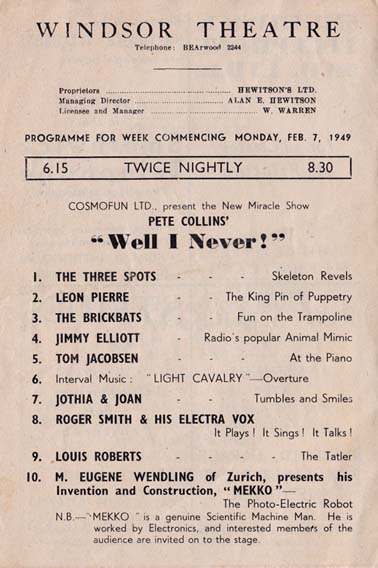 WINDSOR THEATRE
Telephone: BEArwood 2244
Proprietors ........ HEWITSON'S LTD.
Managing Director ........ ALAN E. HEWITSON
Licensee and Manager ........ W. WARREN
PROGRAMME FOR WEEK COMMENCING MONDAY, FEB. 7, 1949
6.15 TWICE NIGHTLY 8.30
COSMOFUN LTD., present the New Miracle Show
PETE COLLINS'
"Well I Never!"
1. THE THREE SPOTS - - - Skeleton Revels
2. LEON PIERRE - - The King Pin of Puppetry
3. THE BRICKBATS - - Fun on the Trampoline
4. JIMMY ELLIOTT - Radio's popular Animal Mimic
5. TOM JACOBSEN - - - At the Piano
6. Interval Music : "LIGHT CAVALRY"—Overture
7. JOTHIA & JOAN - - Tumbles and Smiles
8. ROGER SMITH & HIS ELECTRA VOX
It Plays ! It Sings ! It Talks !
9. LOUIS ROBERTS - - - The Tatler
10. M. EUGENE WENDLING of Zurich, presents his
Invention and Construction, "MEKKO"—
The Photo-Electric Robot
N.B.—"MEKKO" is a genuine Scientific Machine Man. He is
worked by Electronics, and interested members of the
audience are invited on to the stage.